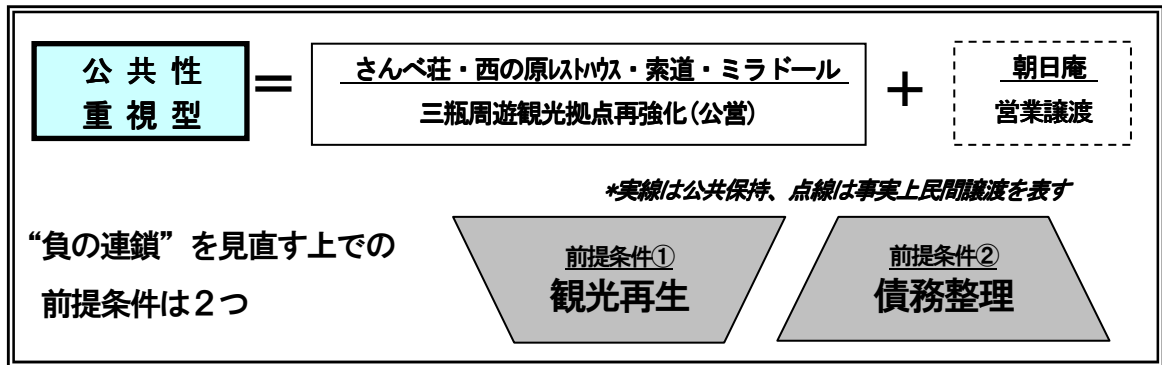 公共性
重視型
=
さんべ荘・西の原ﾚｽﾄﾊｳｽ・索道・ミラドール
三瓶周遊観光拠点再強化(公営)
+
朝日庵
営業譲渡
*実線は公共保持、点線は事実上民間譲渡を表す
“負の連鎖”を見直す上での
前提条件は2つ
前提条件①
観光再生
前提条件②
債務整理